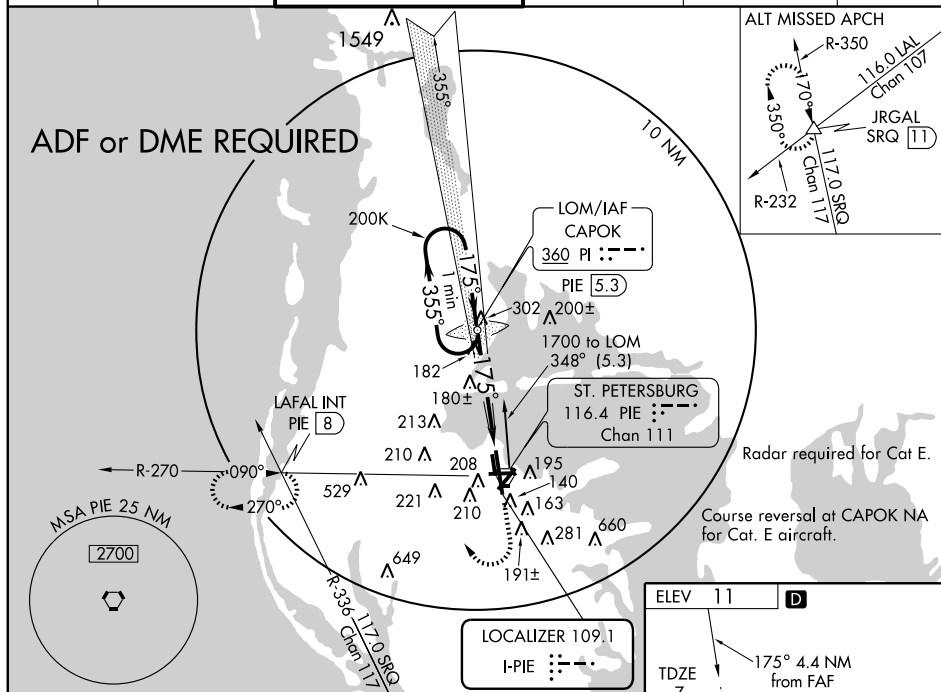 1549
355°
ADF or DME REQUIRED
10 NM
200K
175°
1 min
355°
LOM/IAF
CAPOK
360 PI
PIE 5.3
302
200±
1700 to LOM
348° (5.3)
182
175°
180±
ST. PETERSBURG
116.4 PIE
Chan 111
LAFAL INT
PIE 8
213
210
208
195
140
R-270
090°
270°
529
221
210
163
281
660
191±
649
MSA PIE 25 NM
2700
R-336
117.0 SRQ
Chan 117
LOCALIZER 109.1
I-PIE
Radar required for Cat E.
Course reversal at CAPOK NA
for Cat. E aircraft.
ALT MISSED APCH
R-350
116.0 LAL
Chan 107
170°
350°
JRGAL
SRQ 11
R-232
117.0 SRQ
Chan 117
ELEV 11 D
175° 4.4 NM
from FAF
TDZE
7